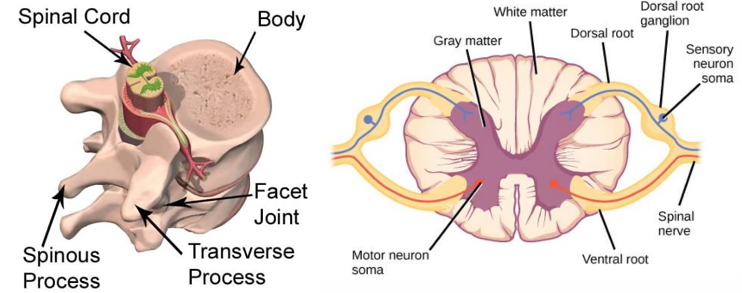 Spinal Cord
Body
Facet
Joint
Spinous
Process
Transverse
Process
White matter
Gray matter
Dorsal root
Dorsal root
ganglion
Sensory
neuron
soma
Motor neuron
soma
Ventral root
Spinal
nerve